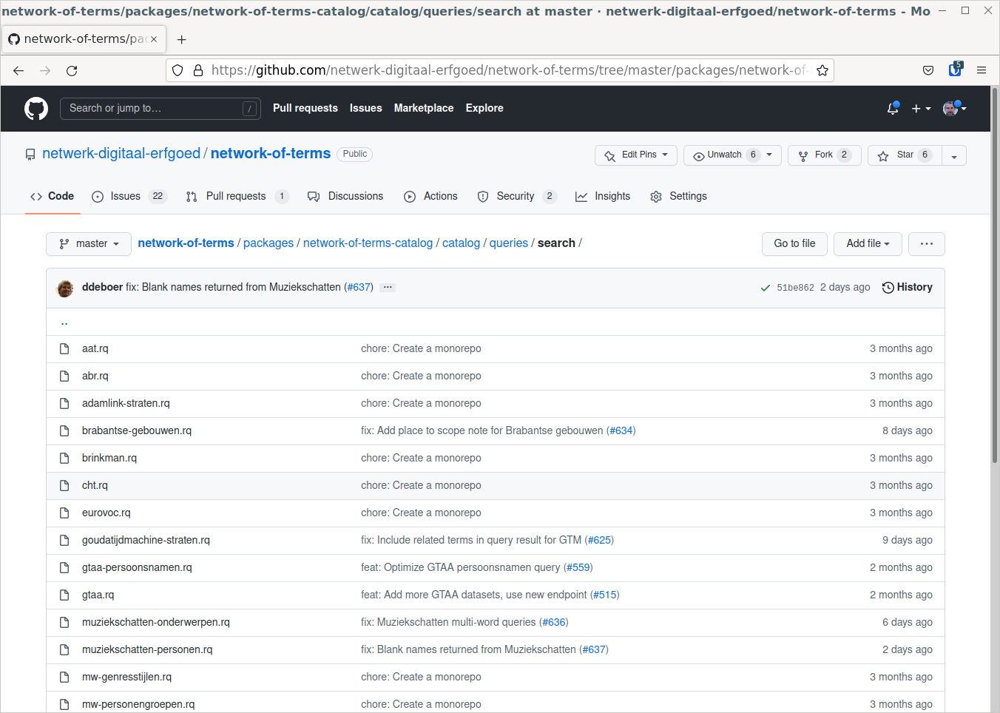 network-of-terms/packages/network-of-terms-catalog/catalog/queries/search at master · netwerk-digitaal-erfgoed/network-of-terms - Mo
network-of-terms/pac
https://github.com/netwerk-digitaal-erfgoed/network-of-terms/tree/master/packages/network-of-
5
Search or jump to…
/
Pull requests
Issues
Marketplace
Explore
netwerk-digitaal-erfgoed / network-of-terms
Public
Edit Pins
Unwatch 6
Fork 2
Star 6
Code
Issues 22
Pull requests 1
Discussions
Actions
Security 2
Insights
Settings
master
network-of-terms / packages / network-of-terms-catalog / catalog / queries / search /
Go to file
Add file
···
ddeboer fix: Blank names returned from Muziekschatten (#637) ···
51be862 2 days ago
History
..
aat.rq chore: Create a monorepo 3 months ago
abr.rq chore: Create a monorepo 3 months ago
adamlink-straten.rq chore: Create a monorepo 3 months ago
brabantse-gebouwen.rq fix: Add place to scope note for Brabantse gebouwen (#634) 8 days ago
brinkman.rq chore: Create a monorepo 3 months ago
cht.rq chore: Create a monorepo 3 months ago
eurovoc.rq chore: Create a monorepo 3 months ago
goudatijdmachine-straten.rq fix: Include related terms in query result for GTM (#625) 9 days ago
gtaa-persoonsnamen.rq feat: Optimize GTAA persoonsnamen query (#559) 2 months ago
gtaa.rq feat: Add more GTAA datasets, use new endpoint (#515) 2 months ago
muziekschatten-onderwerpen.rq fix: Muziekschatten multi-word queries (#636) 6 days ago
muziekschatten-personen.rq fix: Blank names returned from Muziekschatten (#637) 2 days ago
mw-genresstijlen.rq chore: Create a monorepo 3 months ago
mw-personengroepen.rq chore: Create a monorepo 3 months ago